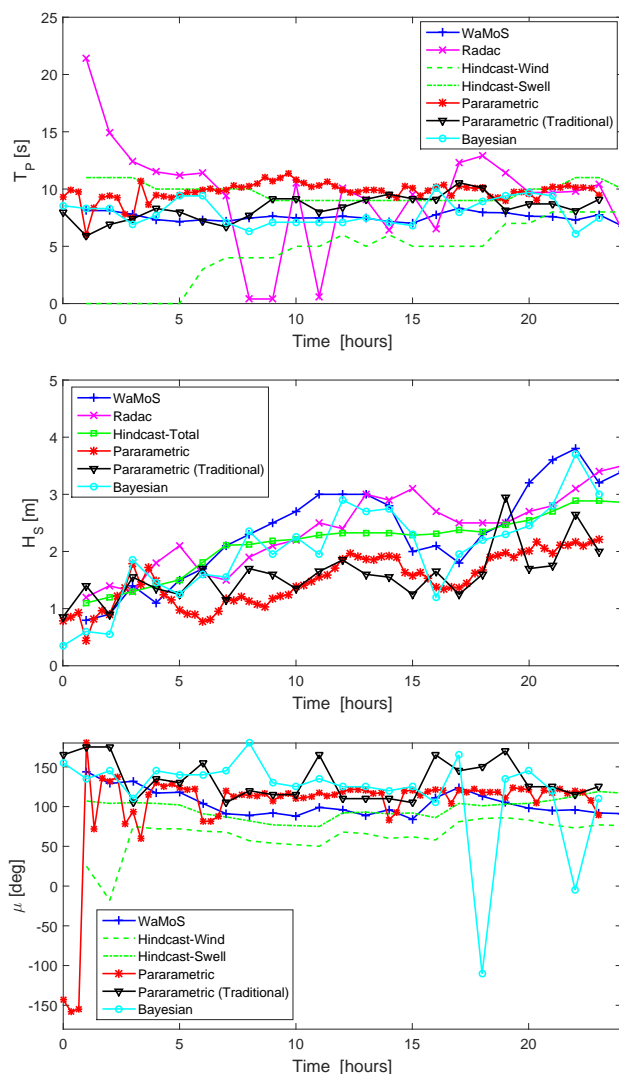 25
20
15
10
5
0
T_P [s]
WaMoS
Radac
Hindcast-Wind
Hindcast-Swell
Pararametric
Pararametric (Traditional)
Bayesian
0 5 10 15 20
Time [hours]
5
4
3
2
1
0
H_S [m]
WaMoS
Radac
Hindcast-Total
Pararametric
Pararametric (Traditional)
Bayesian
0 5 10 15 20
Time [hours]
150
100
50
0
-50
-100
-150
μ [deg]
WaMoS
Hindcast-Wind
Hindcast-Swell
Pararametric
Pararametric (Traditional)
Bayesian
0 5 10 15 20
Time [hours]